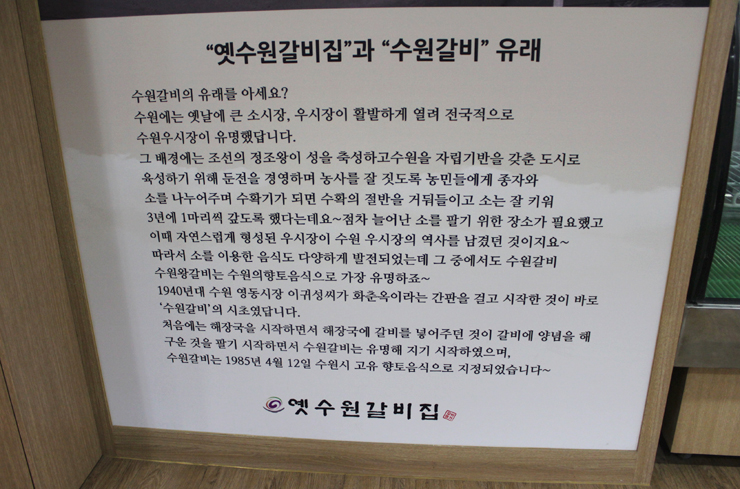 “옛수원갈비집”과 “수원갈비” 유래
수원갈비의 유래를 아세요?
수원에는 옛날에 큰 소시장, 우시장이 활발하게 열려 전국적으로
수원우시장이 유명했답니다.
그 배경에는 조선의 정조왕이 성을 축성하고수원을 자립기반을 갖춘 도시로
육성하기 위해 둔전을 경영하며 농사를 잘 짓도록 농민들에게 종자와
소를 나누어주며 수확기가 되면 수확의 절반을 거둬들이고 소는 잘 키워
3년에 1마리씩 갚도록 했다는데요~점차 늘어난 소를 팔기 위한 장소가 필요했고
이때 자연스럽게 형성된 우시장이 수원 우시장의 역사를 남겼던 것이지요~
따라서 소를 이용한 음식도 다양하게 발전되었는데 그 중에서도 수원갈비
수원왕갈비는 수원의향토음식으로 가장 유명하죠~
1940년대 수원 영동시장 이귀성씨가 화춘옥이라는 간판을 걸고 시작한 것이 바로
‘수원갈비’의 시초였답니다.
처음에는 해장국을 시작하면서 해장국에 갈비를 넣어주던 것이 갈비에 양념을 해
구운 것을 팔기 시작하면서 수원갈비는 유명해 지기 시작하였으며,
수원갈비는 1985년 4월 12일 수원시 고유 향토음식으로 지정되었습니다~
옛수원갈비집